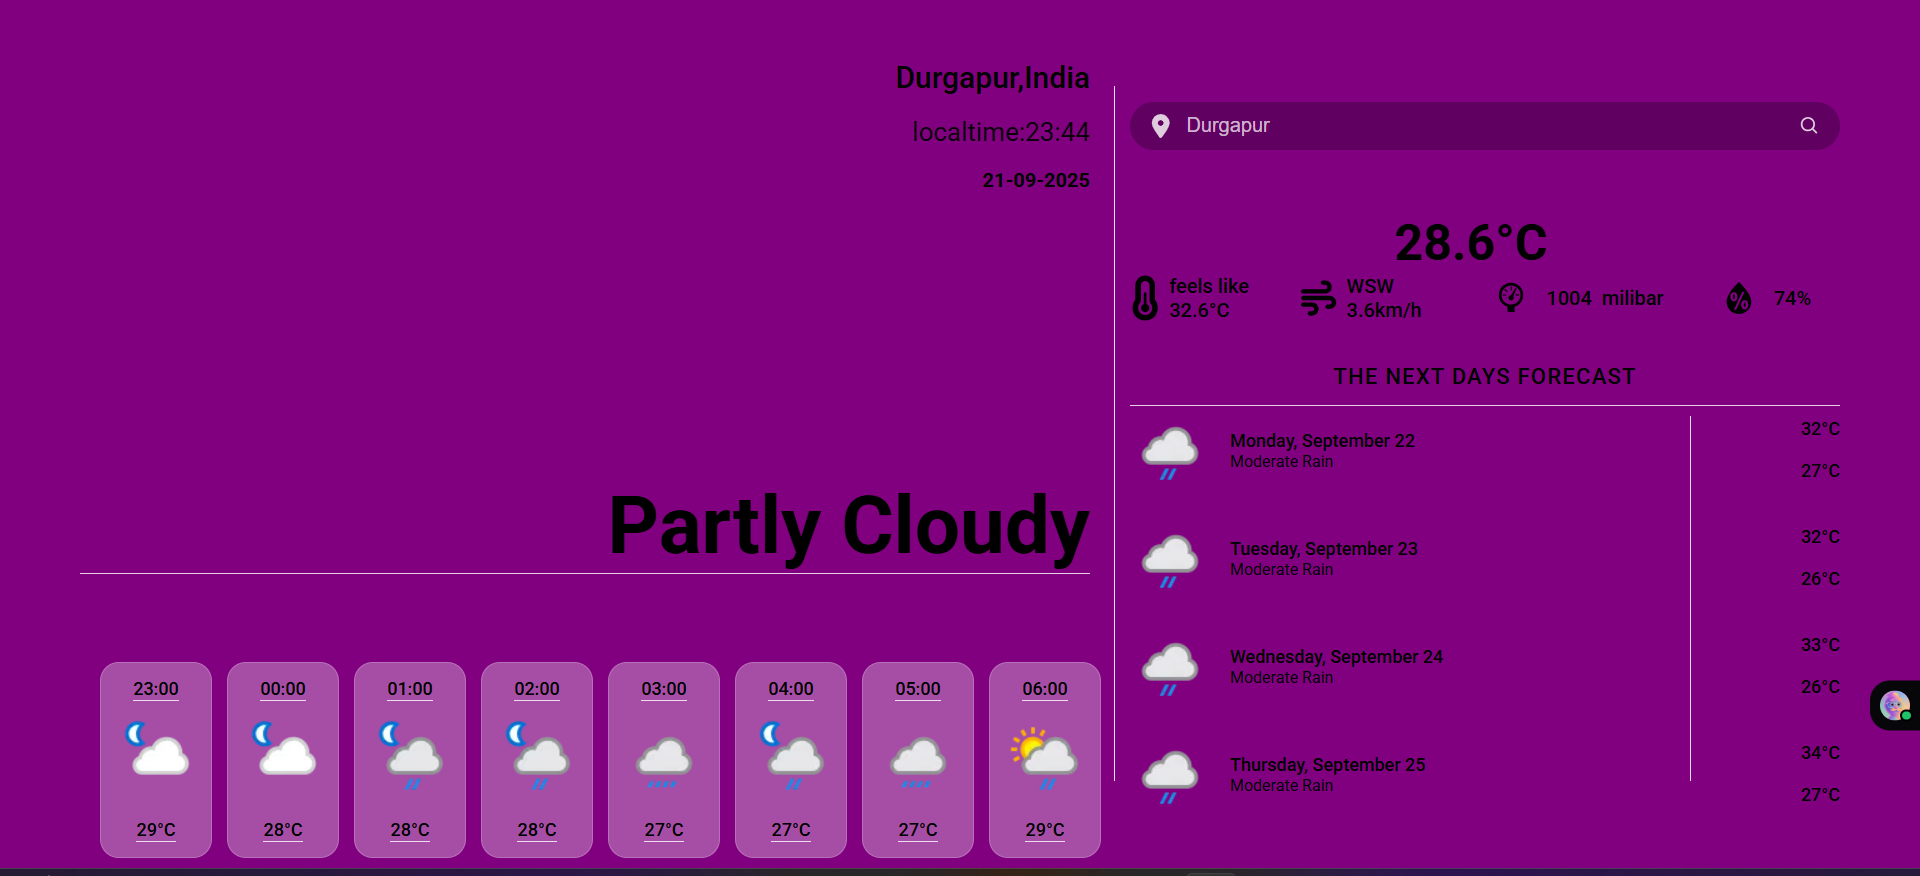 Durgapur,India
localtime:23:44
21-09-2025
Partly Cloudy
23:00
29°C
00:00
28°C
01:00
28°C
02:00
28°C
03:00
27°C
04:00
27°C
05:00
27°C
06:00
29°C
Durgapur
28.6°C
feels like
32.6°C
WSW
3.6km/h
1004 milibar
%
74%
THE NEXT DAYS FORECAST
Monday, September 22
Moderate Rain
32°C
27°C
Tuesday, September 23
Moderate Rain
32°C
26°C
Wednesday, September 24
Moderate Rain
33°C
26°C
Thursday, September 25
Moderate Rain
34°C
27°C